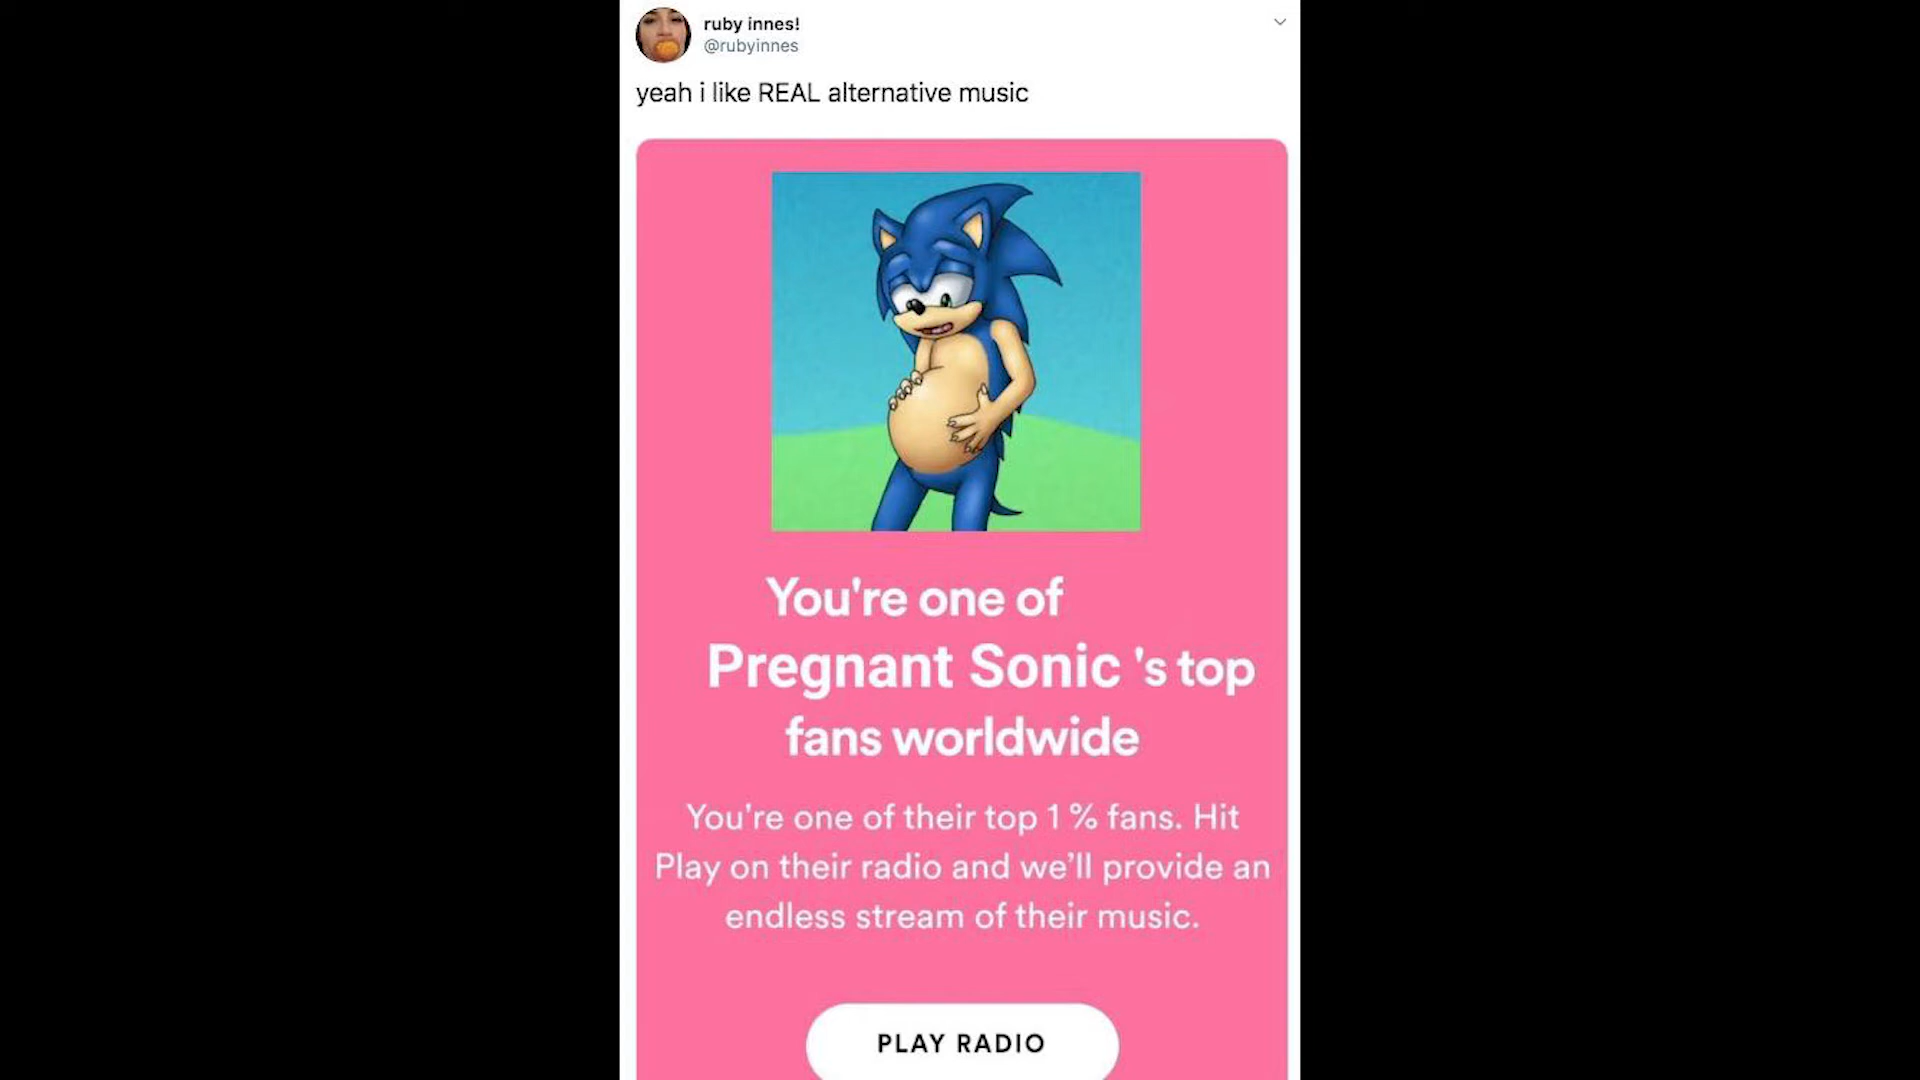 ruby innes!
@rubyinnes
yeah i like REAL alternative music
You're one of
Pregnant Sonic 's top
fans worldwide
You're one of their top 1 % fans. Hit
Play on their radio and we'll provide an
endless stream of their music.
PLAY RADIO